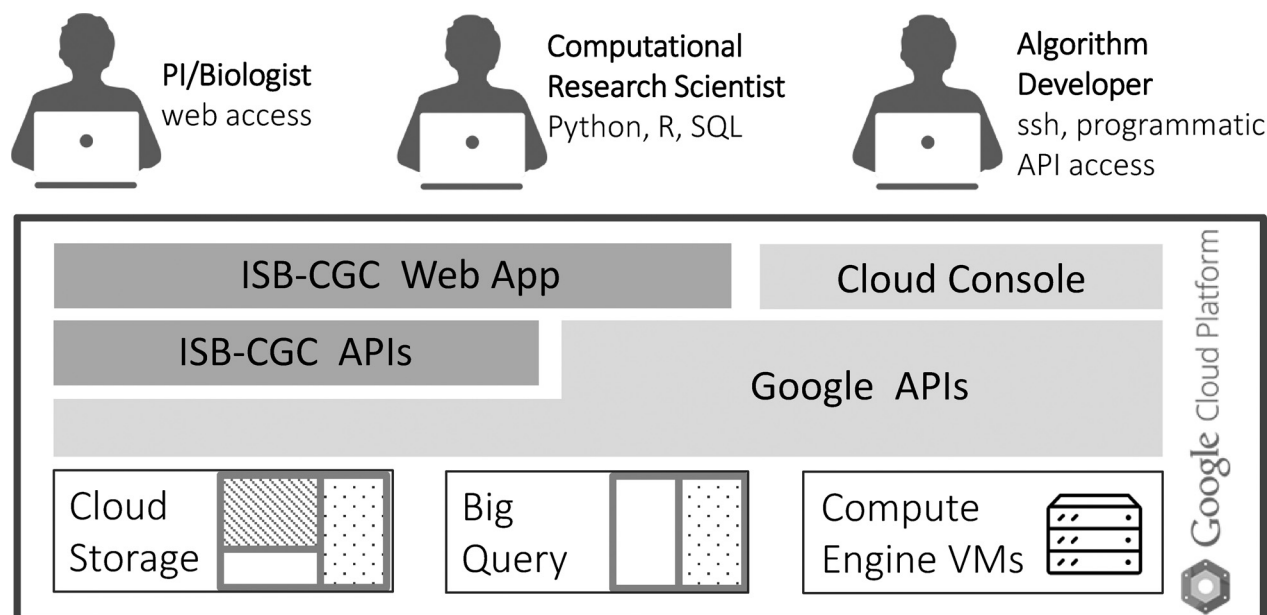 PI/Biologist
web access
Computational
Research Scientist
Python, R, SQL
Algorithm
Developer
ssh, programmatic
API access
ISB-CGC Web App
Cloud Console
ISB-CGC APIs
Google APIs
Cloud
Storage
Big
Query
Compute
Engine VMs
Google Cloud Platform